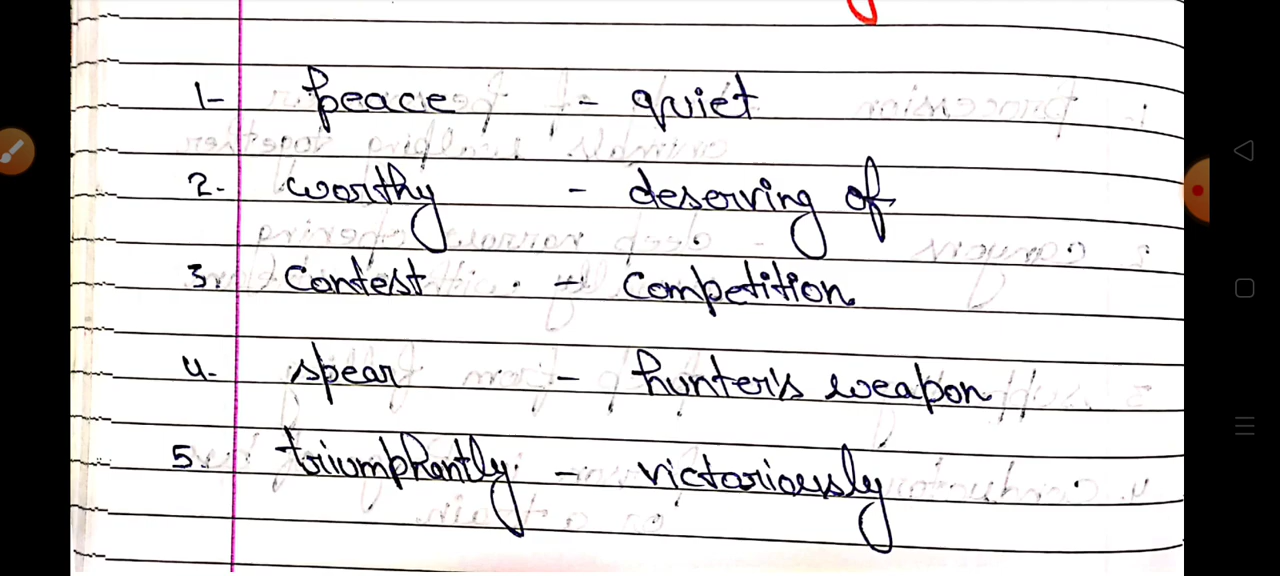 1- peace - quiet
2- worthy - deserving of
3. Contest - Competition
4- spear - hunter's weapon
5. triumphantly - victoriously